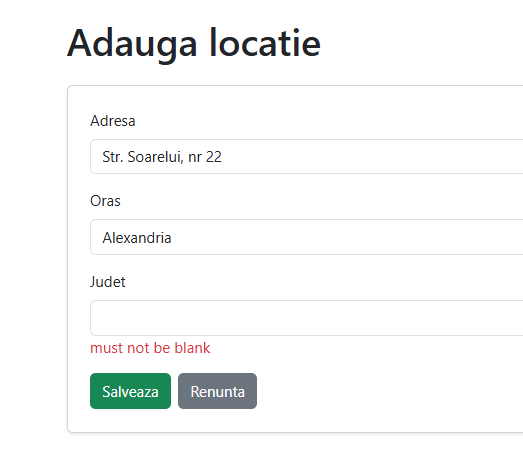 Adauga locatie
Adresa
Str. Soarelui, nr 22
Oras
Alexandria
Judet
must not be blank
Salveaza Renunta